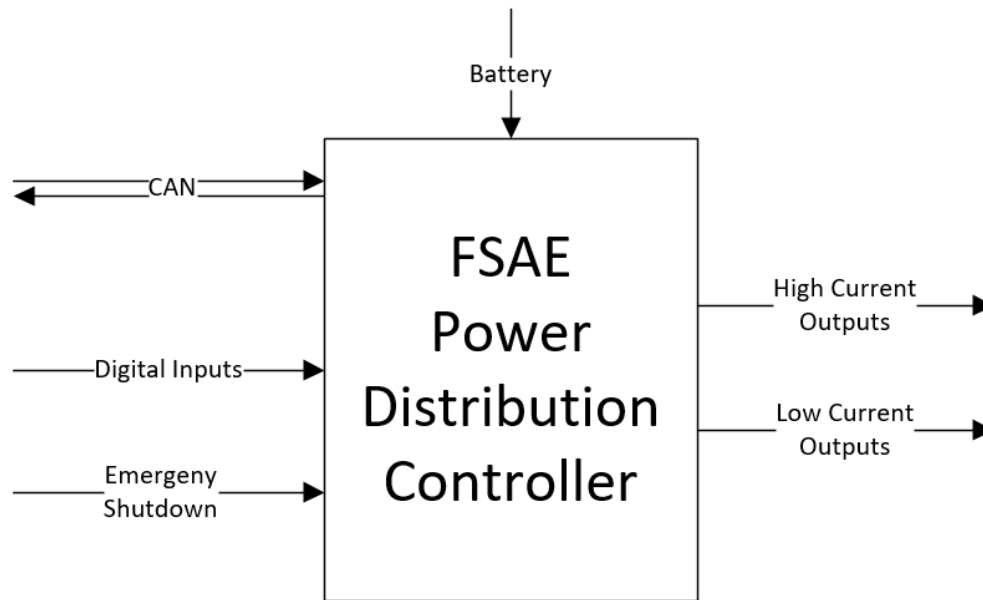 Battery
CAN
FSAE
Power
Distribution
Controller
Digital Inputs
Emergeny
Shutdown
High Current
Outputs
Low Current
Outputs